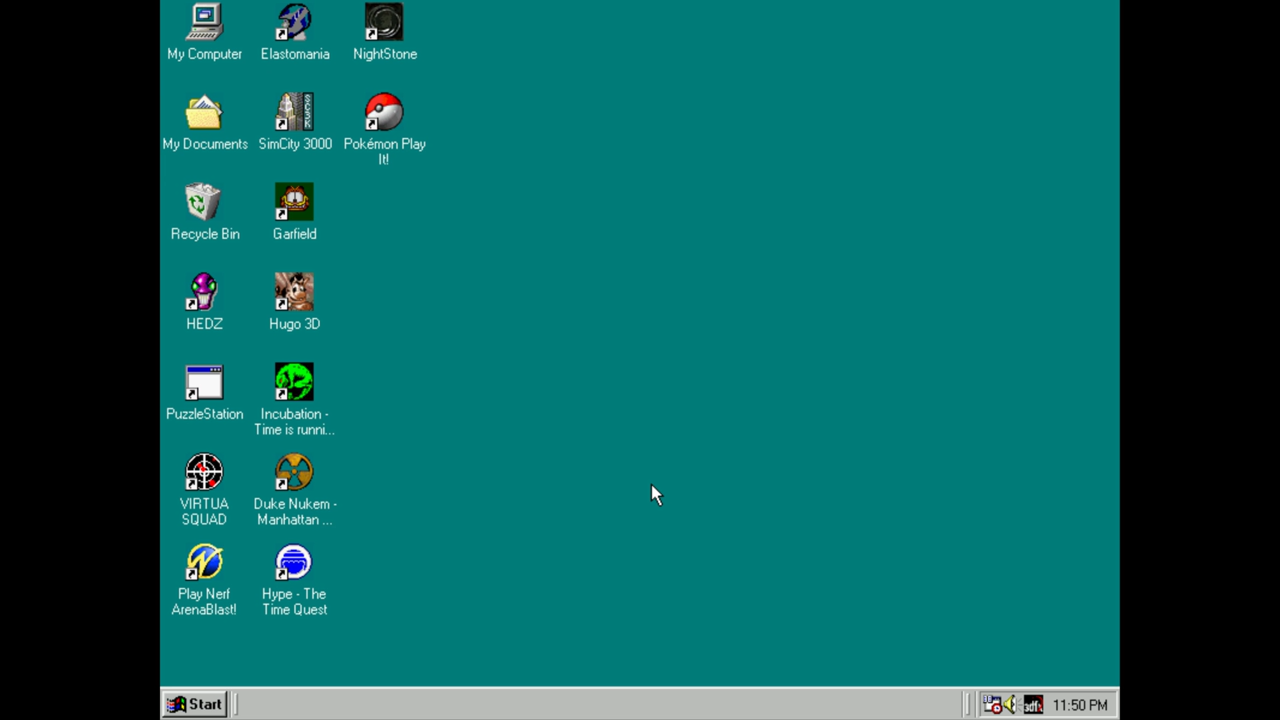 My Computer
Elastomania
NightStone
My Documents
SimCity 3000
Pokémon Play
It!
Recycle Bin
Garfield
HEDZ
Hugo 3D
PuzzleStation
Incubation -
Time is runni...
VIRTUA
SQUAD
Duke Nukem -
Manhattan ...
Play Nerf
ArenaBlast!
Hype - The
Time Quest
Start
3dfx
11:50 PM